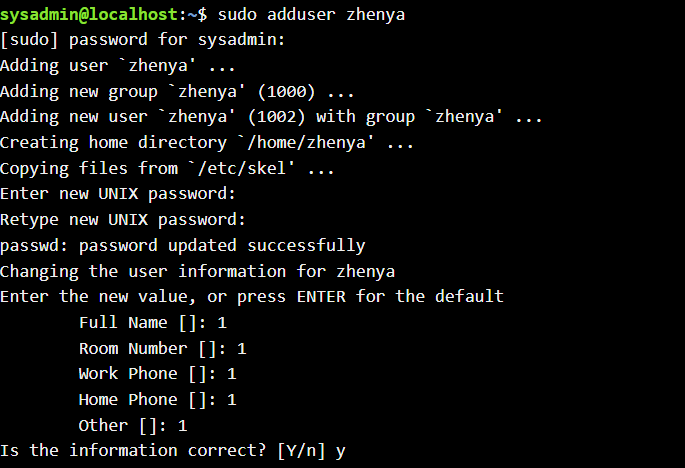 sysadmin@localhost:~$ sudo adduser zhenya
[sudo] password for sysadmin:
Adding user `zhenya' ...
Adding new group `zhenya' (1000) ...
Adding new user `zhenya' (1002) with group `zhenya' ...
Creating home directory `/home/zhenya' ...
Copying files from `/etc/skel' ...
Enter new UNIX password:
Retype new UNIX password:
passwd: password updated successfully
Changing the user information for zhenya
Enter the new value, or press ENTER for the default
        Full Name []: 1
        Room Number []: 1
        Work Phone []: 1
        Home Phone []: 1
        Other []: 1
Is the information correct? [Y/n] y